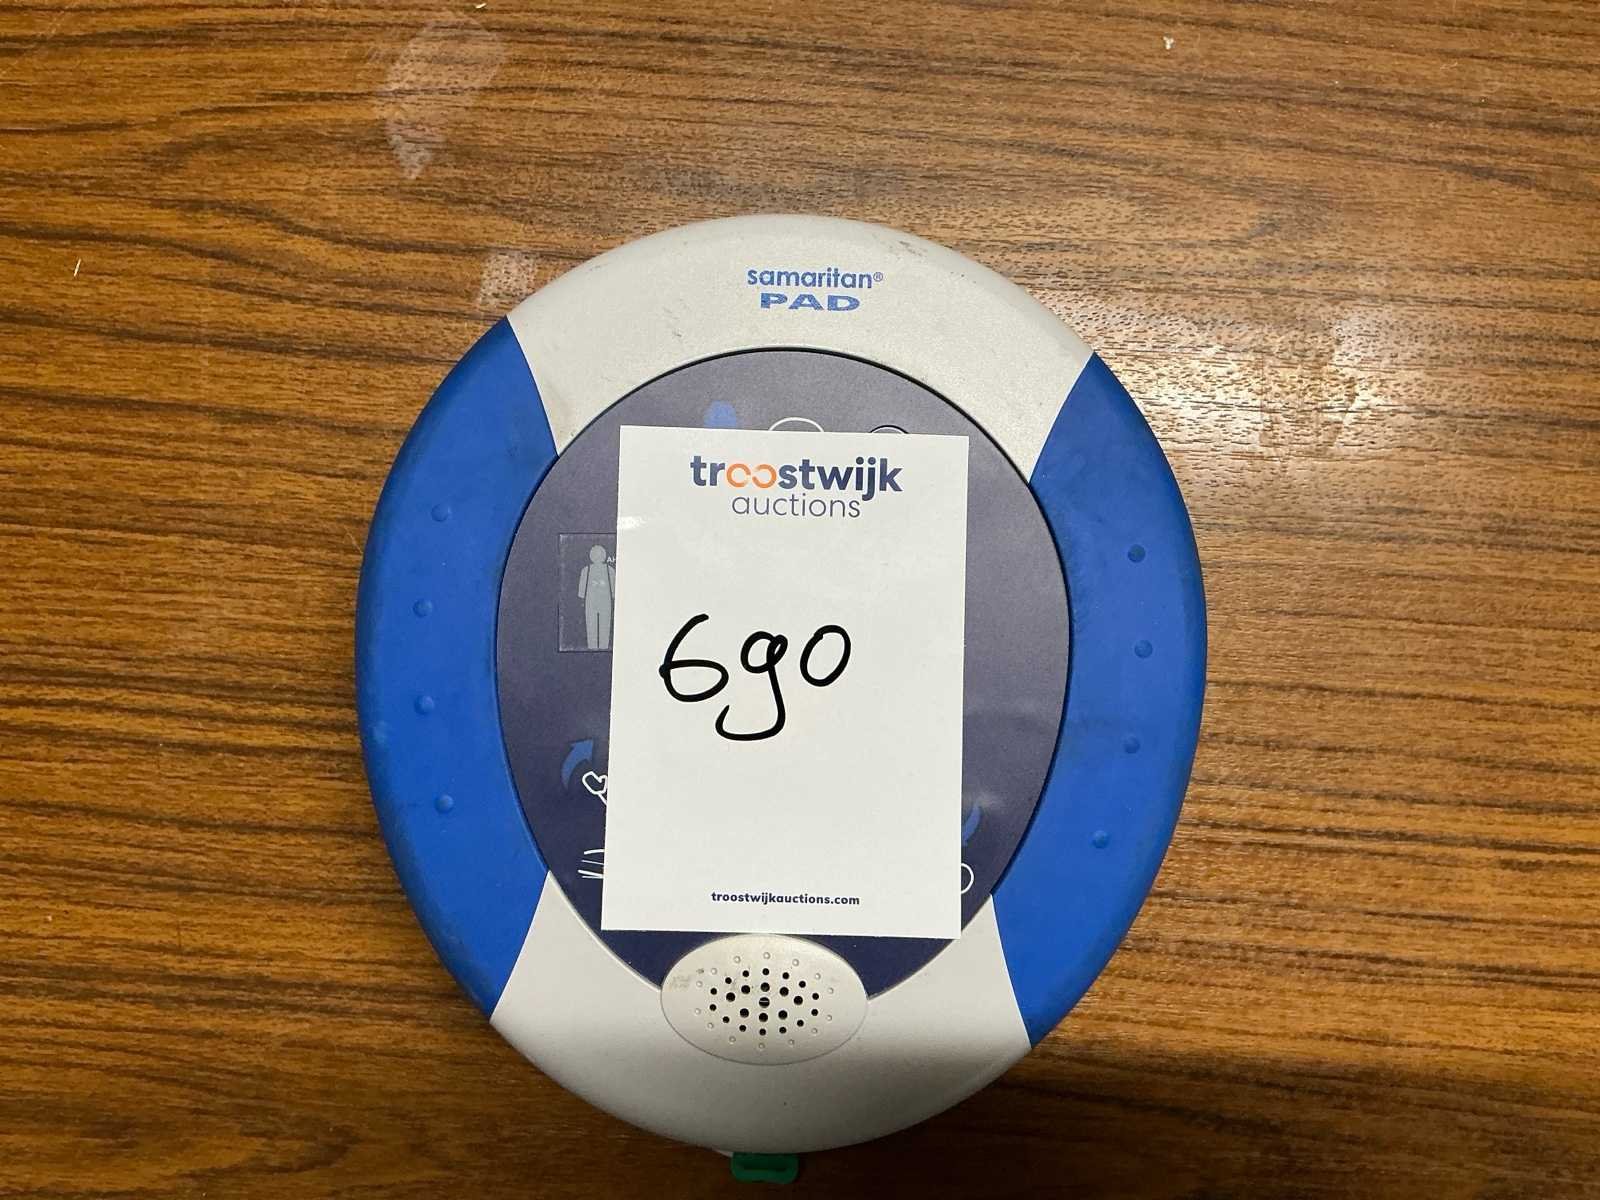 samaritan®
PAD
troostwijk
auctions
690
troostwijkauctions.com